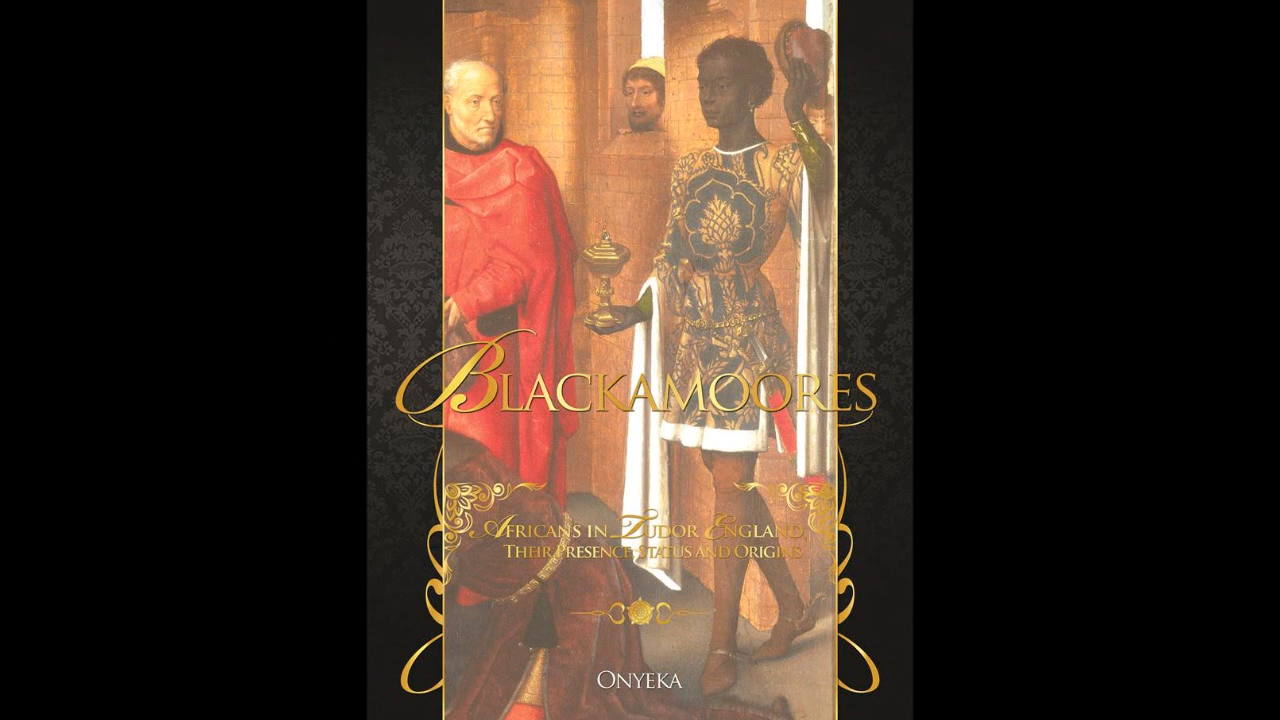 BLACKAMOORES
AFRICANS IN TUDOR ENGLAND
THEIR PRESENCE, STATUS AND ORIGINS
ONYEKA